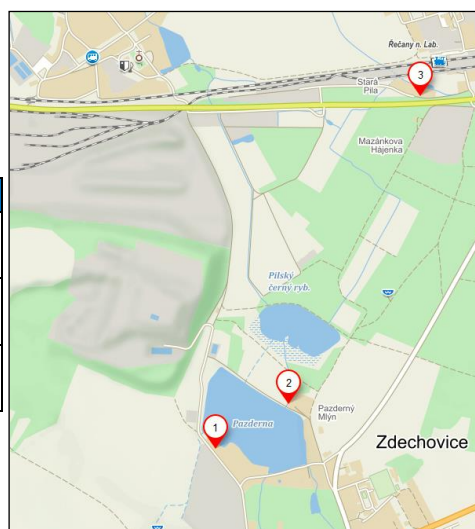 Řečany n. Lab.
3
Stará
Pila
Mazánkova
Hájenka
Pilský
černý ryb.
2
Pazderný
Mlýn
1
Pazderna
Zdechovice